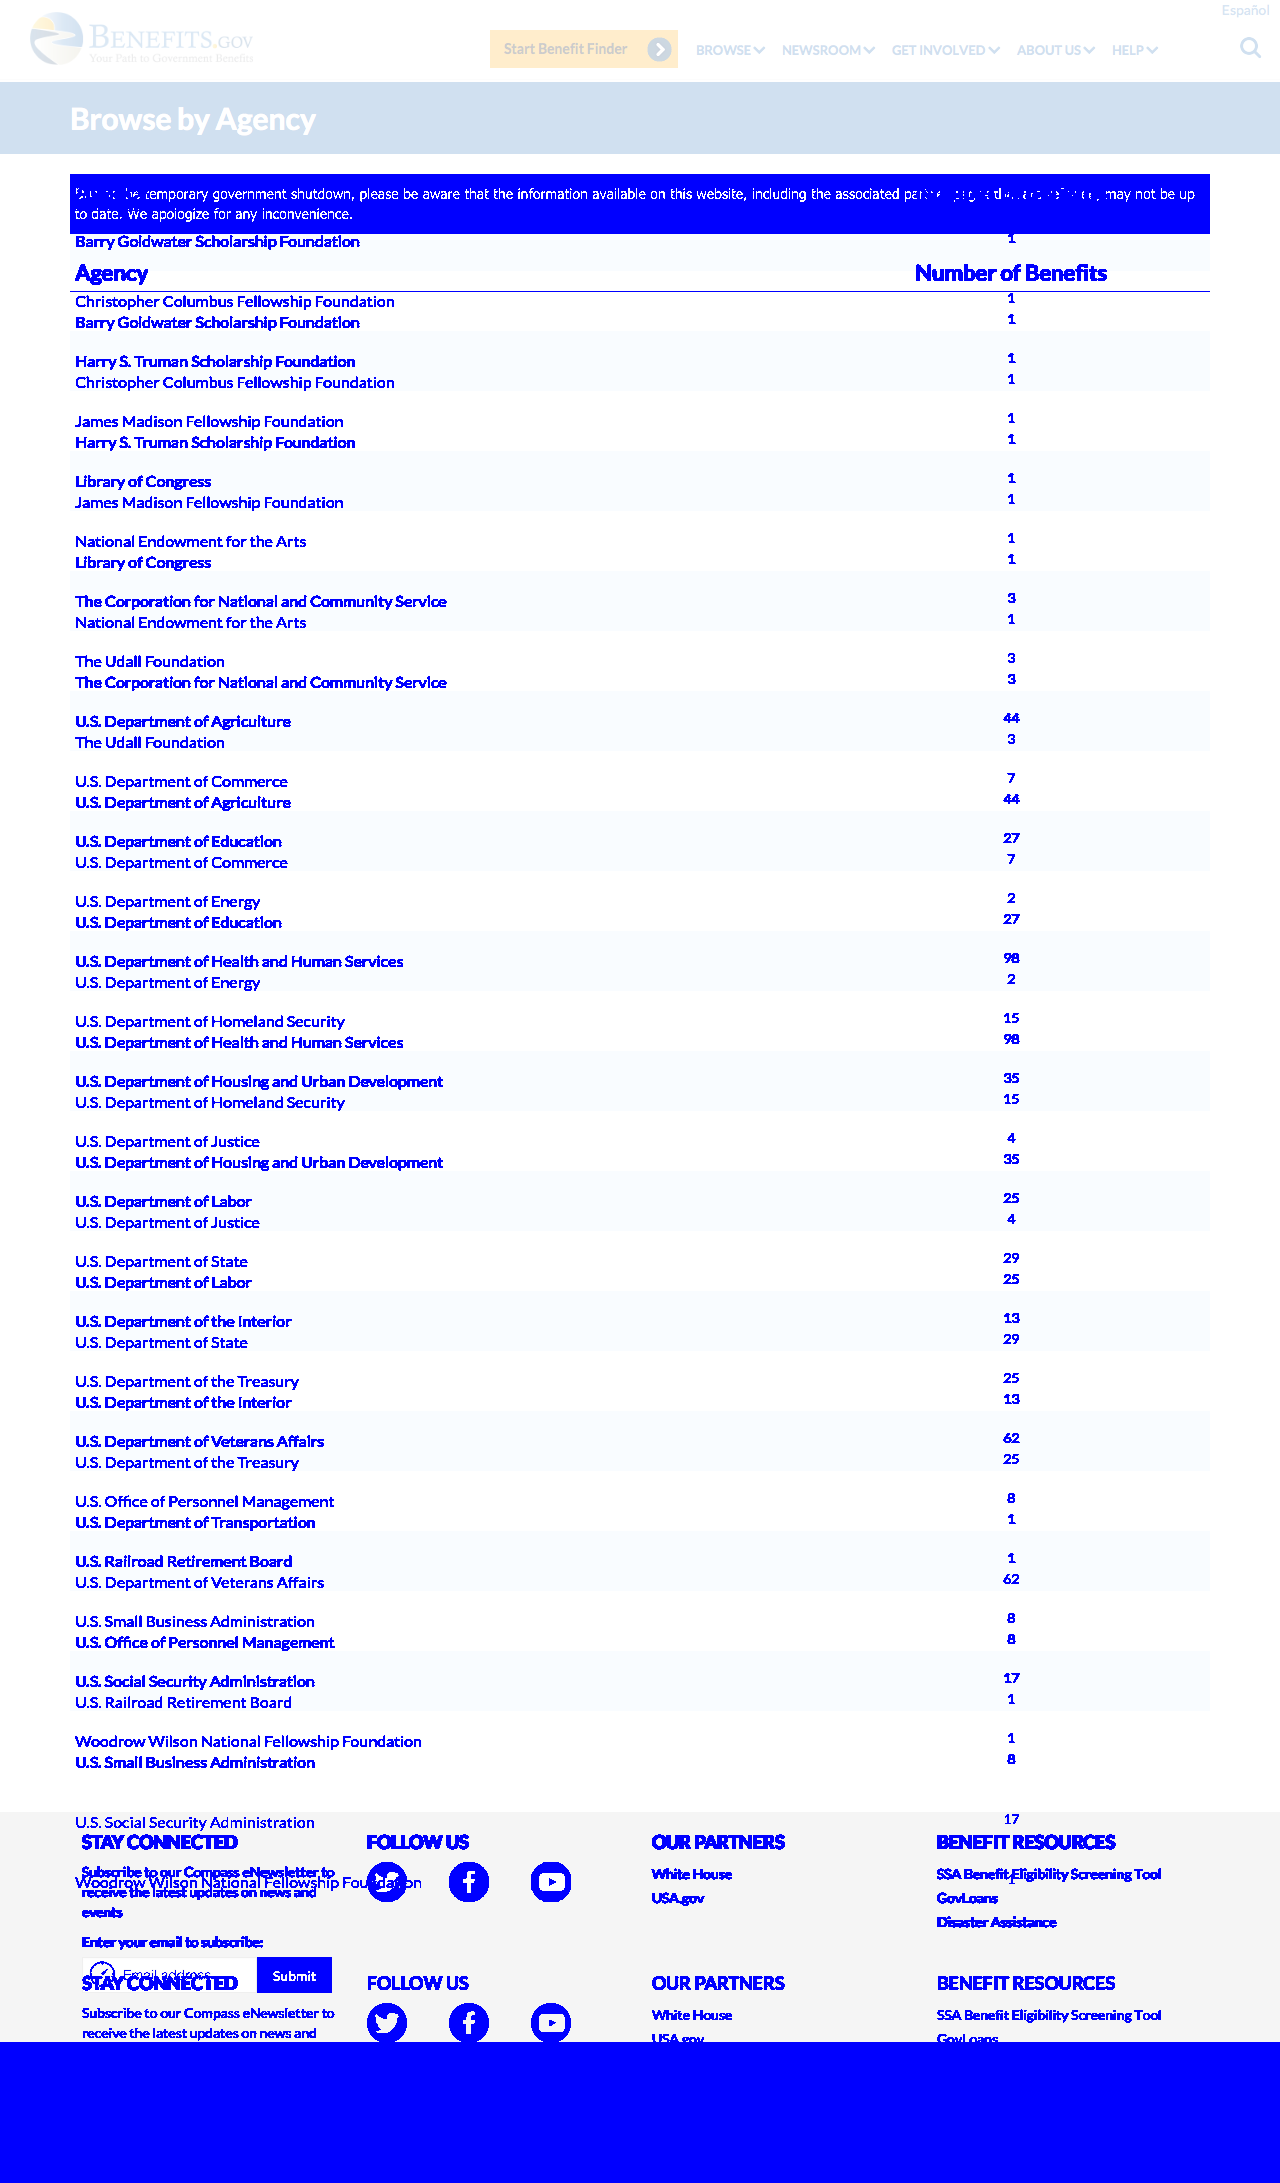 Español
BENEFITS.GOV
Your Path to Government Benefits
Start Benefit Finder
BROWSE NEWSROOM GET INVOLVED ABOUT US HELP
Browse by Agency
temporary government shutdown, please be aware that the information available on this website, including the associated may not be up
to date. We apologize for any inconvenience.
Barry Goldwater Scholarship Foundation 1
Agency Number of Benefits
Christopher Columbus Fellowship Foundation 1
Barry Goldwater Scholarship Foundation 1
Harry S. Truman Scholarship Foundation 1
Christopher Columbus Fellowship Foundation 1
James Madison Fellowship Foundation 1
Harry S. Truman Scholarship Foundation 1
Library of Congress 1
James Madison Fellowship Foundation 1
National Endowment for the Arts 1
Library of Congress 1
The Corporation for National and Community Service 3
National Endowment for the Arts 1
The Udall Foundation 3
The Corporation for National and Community Service 3
U.S. Department of Agriculture 44
The Udall Foundation 3
U.S. Department of Commerce 7
U.S. Department of Agriculture 44
U.S. Department of Education 27
U.S. Department of Commerce 7
U.S. Department of Energy 2
U.S. Department of Education 27
U.S. Department of Health and Human Services 98
U.S. Department of Energy 2
U.S. Department of Homeland Security 15
U.S. Department of Health and Human Services 98
U.S. Department of Housing and Urban Development 35
U.S. Department of Homeland Security 15
U.S. Department of Justice 4
U.S. Department of Housing and Urban Development 35
U.S. Department of Labor 25
U.S. Department of Justice 4
U.S. Department of State 29
U.S. Department of Labor 25
U.S. Department of the Interior 13
U.S. Department of State 29
U.S. Department of the Treasury 25
U.S. Department of the Interior 13
U.S. Department of Veterans Affairs 62
U.S. Department of the Treasury 25
U.S. Office of Personnel Management 8
U.S. Department of Transportation 1
U.S. Railroad Retirement Board 1
U.S. Department of Veterans Affairs 62
U.S. Small Business Administration 8
U.S. Office of Personnel Management 8
U.S. Social Security Administration 17
U.S. Railroad Retirement Board 1
Woodrow Wilson National Fellowship Foundation 1
U.S. Small Business Administration 8
U.S. Social Security Administration 17
STAY CONNECTED FOLLOW US OUR PARTNERS BENEFIT RESOURCES
Subscribe to our Compass eNewsletter to White House SSA Benefit Eligibility Screening Tool
Woodrow Wilson National Fellowship Foundation 1
receive the latest updates on news and USA.gov GovLoans
events Disaster Assistance
Enter your email to subscribe:
Email address Submit
STAY CONNECTED FOLLOW US OUR PARTNERS BENEFIT RESOURCES
Subscribe to our Compass eNewsletter to White House SSA Benefit Eligibility Screening Tool
receive the latest updates on news and USA.gov GovLoans